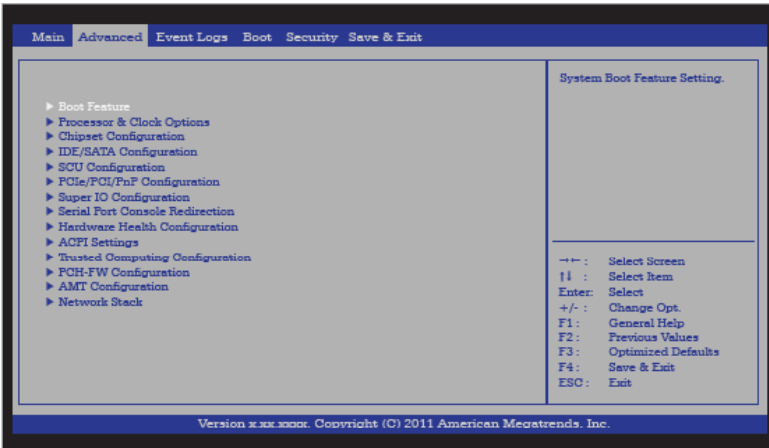 Main Advanced Event Logs Boot Security Save & Exit
System Boot Feature Setting.
▶ Boot Feature
▶ Processor & Clock Options
▶ Chipset Configuration
▶ IDE/SATA Configuration
▶ SCU Configuration
▶ PCIe/PCI/PnP Configuration
▶ Super IO Configuration
▶ Serial Port Console Redirection
▶ Hardware Health Configuration
▶ ACPI Settings
▶ Trusted Computing Configuration
▶ PCH-FW Configuration
▶ AMT Configuration
▶ Network Stack
→← : Select Screen
↑↓ : Select Item
Enter: Select
+/- : Change Opt.
F1 : General Help
F2 : Previous Values
F3 : Optimized Defaults
F4 : Save & Exit
ESC : Exit
Version x.xx.xxxx. Copyright (C) 2011 American Megatrends, Inc.